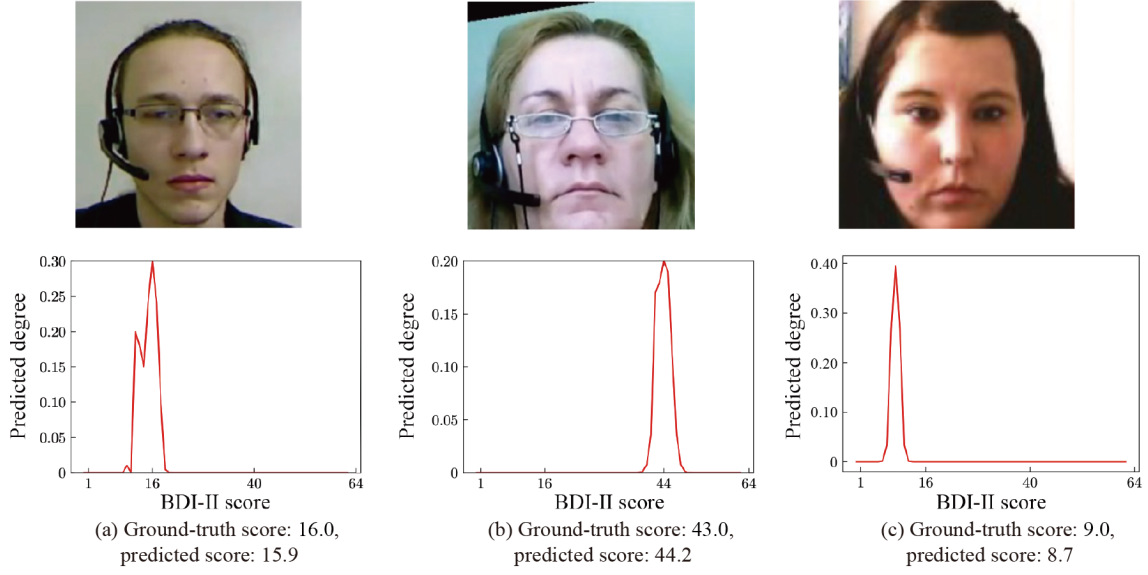 Predicted degree
0.30
0.25
0.20
0.15
0.10
0.05
0
1 16 40 64
BDI-II score
(a) Ground-truth score: 16.0,
predicted score: 15.9
Predicted degree
0.20
0.15
0.10
0.05
0
1 16 44 64
BDI-II score
(b) Ground-truth score: 43.0,
predicted score: 44.2
Predicted degree
0.40
0.30
0.20
0.10
0
1 16 40 64
BDI-II score
(c) Ground-truth score: 9.0,
predicted score: 8.7